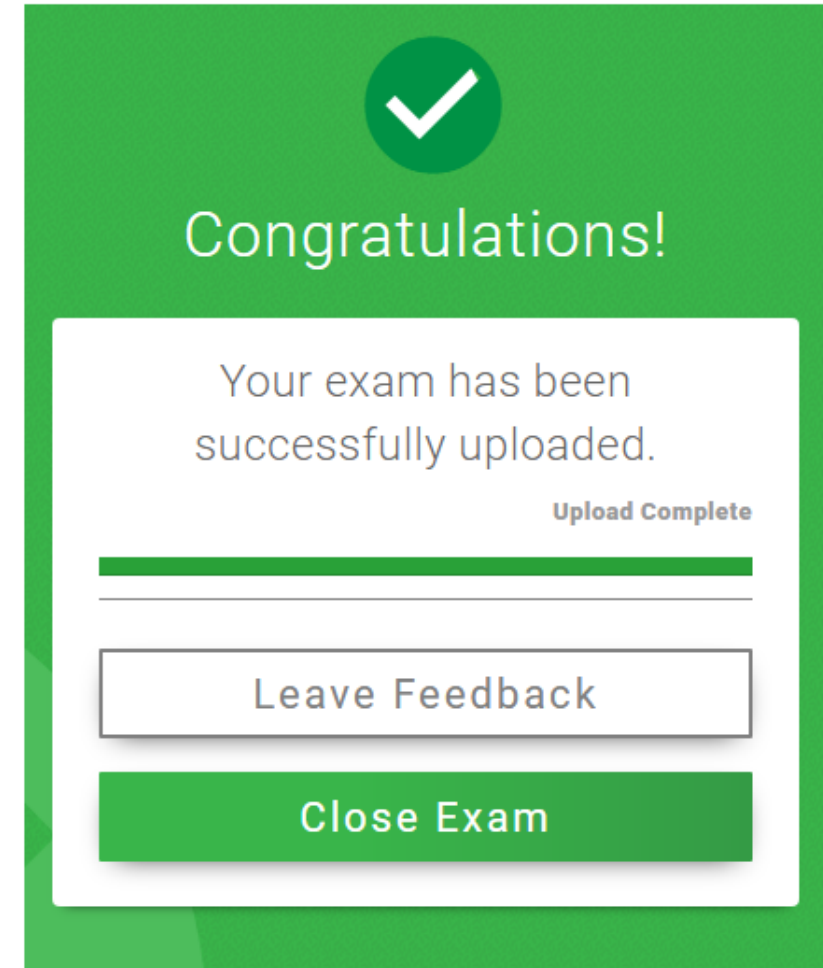 Congratulations!
Your exam has been
successfully uploaded.
Upload Complete
Leave Feedback
Close Exam